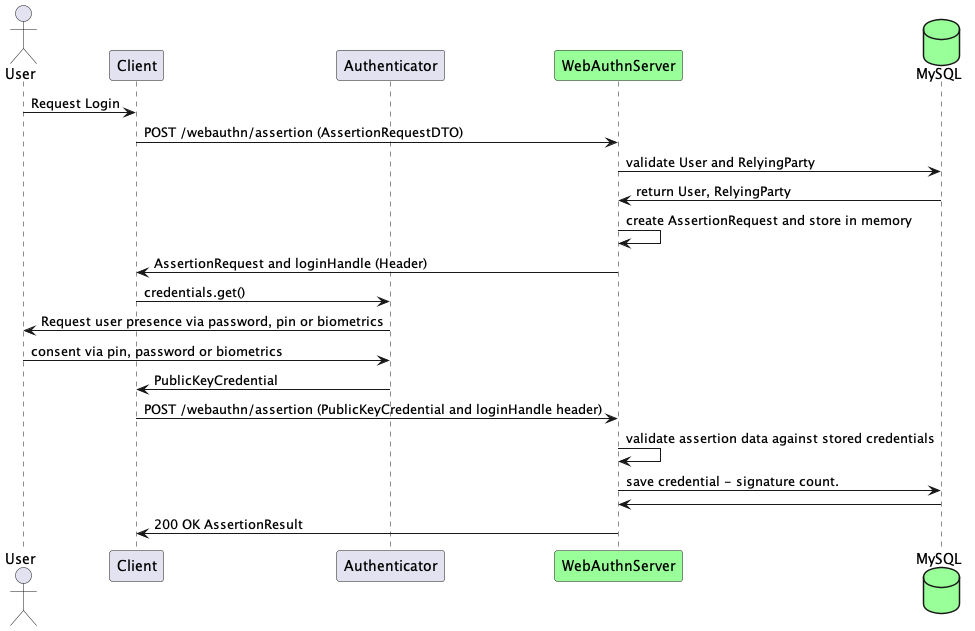 User
Client
Authenticator
WebAuthnServer
MySQL
Request Login
POST /webauthn/assertion (AssertionRequestDTO)
validate User and RelyingParty
return User, RelyingParty
create AssertionRequest and store in memory
AssertionRequest and loginHandle (Header)
credentials.get()
Request user presence via password, pin or biometrics
consent via pin, password or biometrics
PublicKeyCredential
POST /webauthn/assertion (PublicKeyCredential and loginHandle header)
validate assertion data against stored credentials
save credential - signature count.
200 OK AssertionResult
User
Client
Authenticator
WebAuthnServer
MySQL